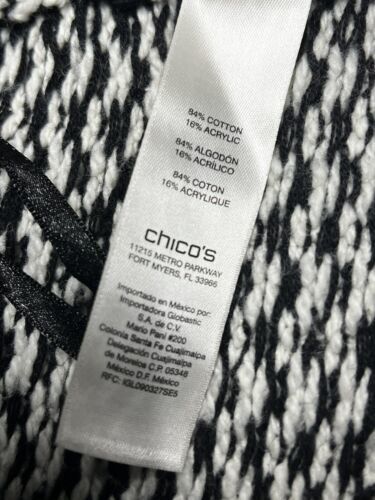 84% COTTON
16% ACRYLIC
84% ALGODÓN
16% ACRÍLICO
84% COTON
16% ACRYLIQUE
chico's
11215 METRO PARKWAY
FORT MYERS, FL 33966
Importado en México por:
Importadora Globastic
S.A. de C.V.
Mario Pani #200
Colonia Santa Fe Cuajimalpa
Delegación Cuajimalpa
de Morelos C.P. 05348
México D.F. México
RFC: IGL090327SE5